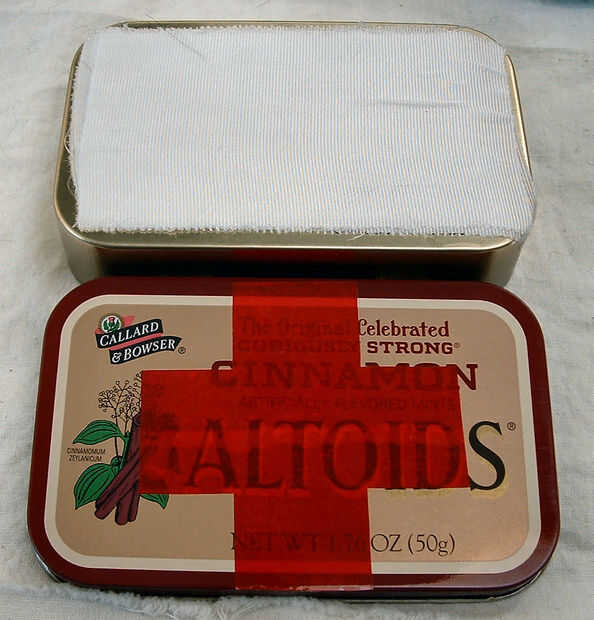 CALLARD
& BOWSER®
The Original Celebrated
CURIOUSLY STRONG®
CINNAMON
ARTIFICIALLY FLAVORED MINTS
ALTOIDS®
CINNAMOMUM
ZEYLANICUM
NET WT 1.76 OZ (50g)